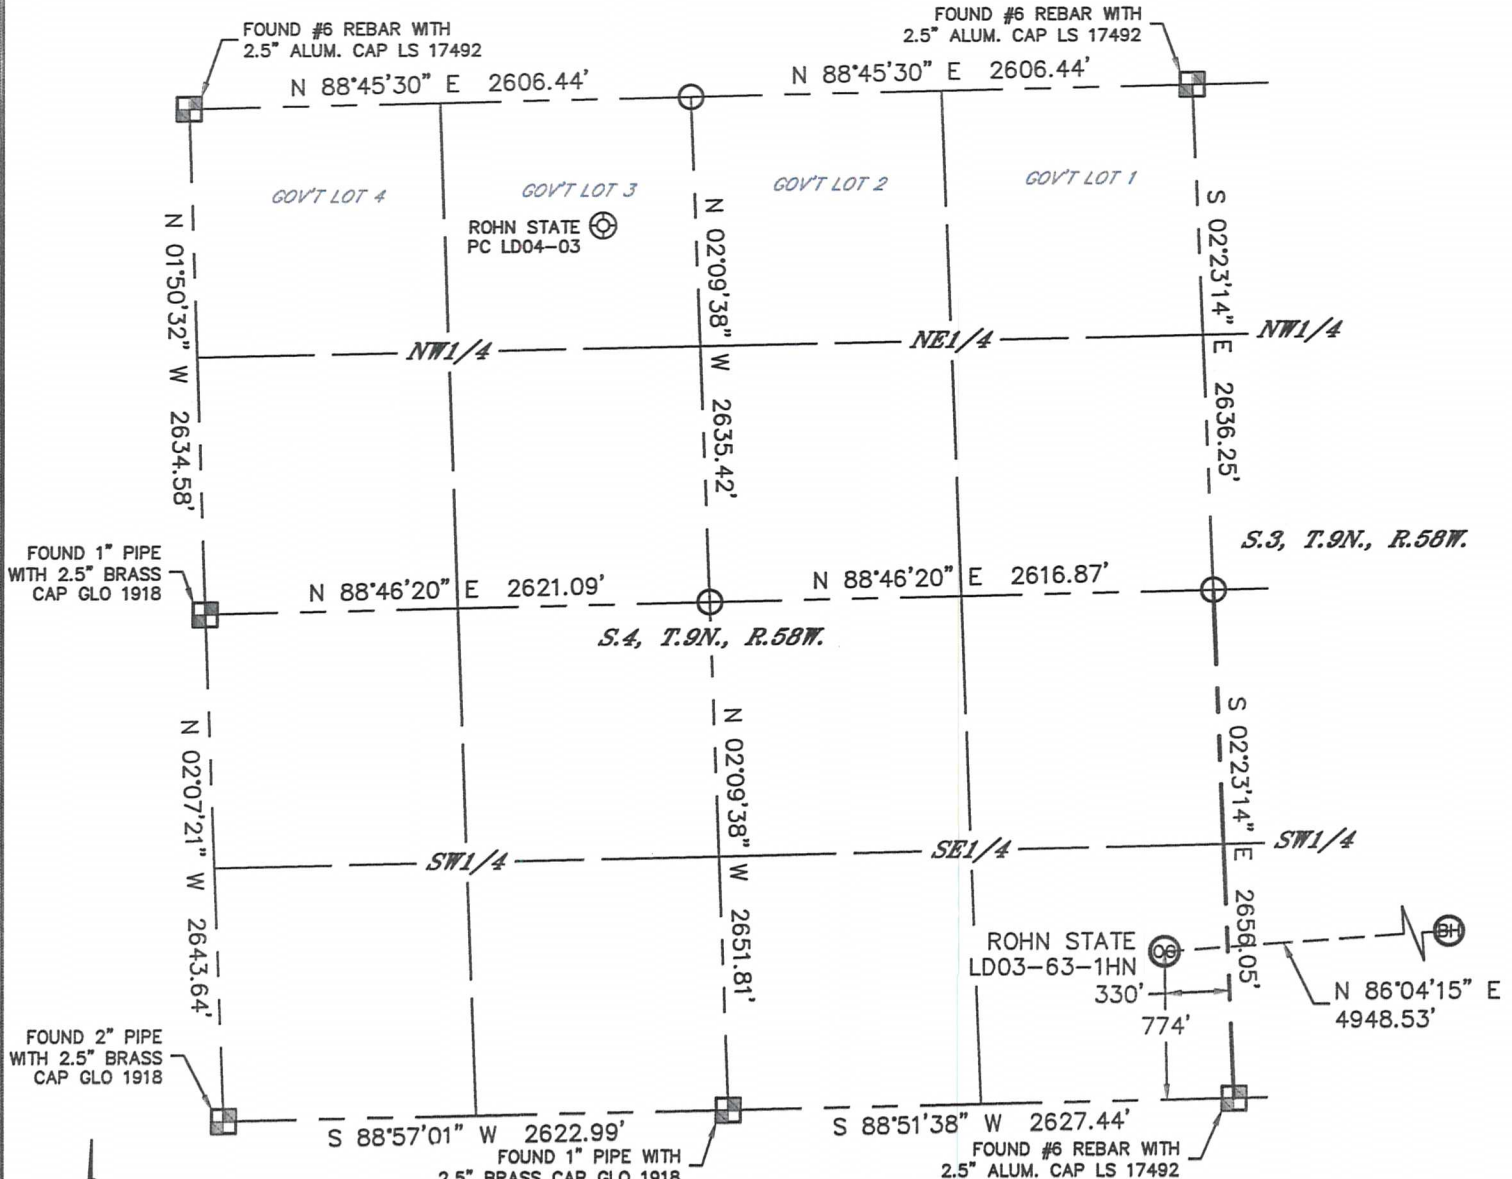 FOUND #6 REBAR WITH
2.5" ALUM. CAP LS 17492
FOUND #6 REBAR WITH
2.5" ALUM. CAP LS 17492
N 88°45'30" E 2606.44'
N 88°45'30" E 2606.44'
GOV'T LOT 4
GOV'T LOT 3
GOV'T LOT 2
GOV'T LOT 1
ROHN STATE
PC LD04-03
N 01°50'32" W 2634.58'
N 02°09'38" W 2635.42'
S 02°23'14" E 2636.25'
NW1/4
NE1/4
NW1/4
S.3, T.9N., R.58W.
FOUND 1" PIPE
WITH 2.5" BRASS
CAP GLO 1918
N 88°46'20" E 2621.09'
N 88°46'20" E 2616.87'
S.4, T.9N., R.58W.
N 02°07'21" W 2643.64'
N 02°09'38" W 2651.81'
S 02°23'14" E 2656.05'
SW1/4
SE1/4
SW1/4
ROHN STATE
LD03-63-1HN
OG
BH
330'
774'
N 86°04'15" E
4948.53'
FOUND 2" PIPE
WITH 2.5" BRASS
CAP GLO 1918
S 88°57'01" W 2622.99'
S 88°51'38" W 2627.44'
FOUND 1" PIPE WITH
2.5" BRASS CAP GLO 1918
FOUND #6 REBAR WITH
2.5" ALUM. CAP LS 17492